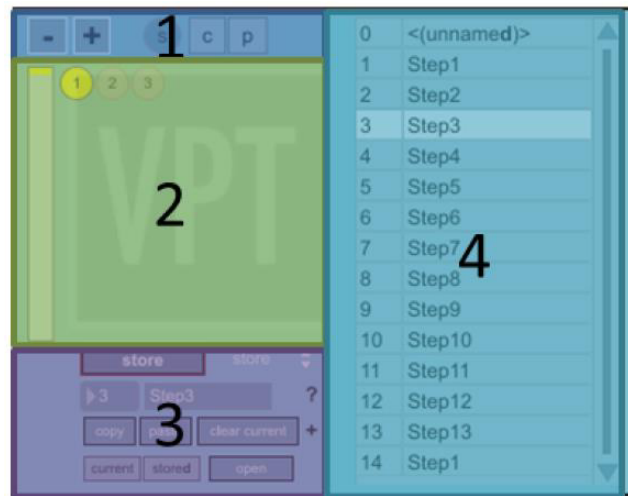 - + s c p
1
1 2 3
VPT
2
store store
3 Step3 ?
copy paste clear current +
current stored open
3
0 <(unnamed)>
1 Step1
2 Step2
3 Step3
4 Step4
5 Step5
6 Step6
7 Step7
8 Step8
9 Step9
10 Step10
11 Step11
12 Step12
13 Step13
14 Step1
4